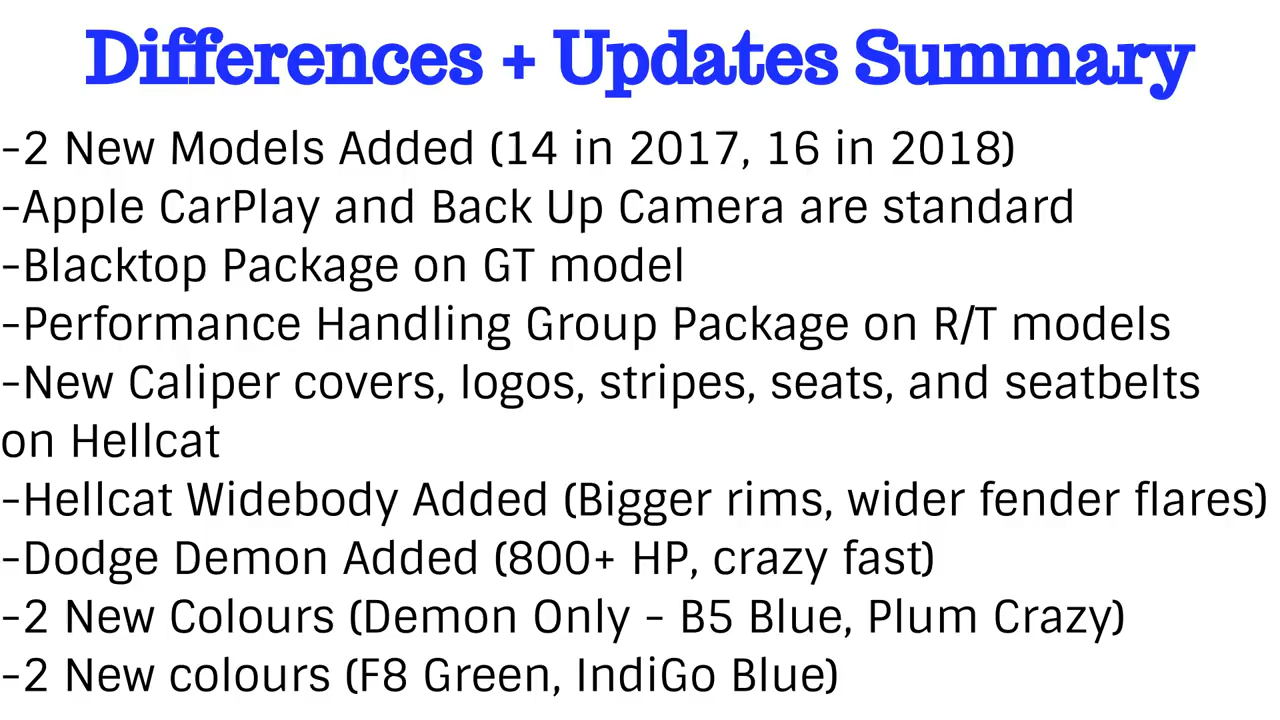 Differences + Updates Summary
-2 New Models Added (14 in 2017, 16 in 2018)
-Apple CarPlay and Back Up Camera are standard
-Blacktop Package on GT model
-Performance Handling Group Package on R/T models
-New Caliper covers, logos, stripes, seats, and seatbelts
on Hellcat
-Hellcat Widebody Added (Bigger rims, wider fender flares)
-Dodge Demon Added (800+ HP, crazy fast)
-2 New Colours (Demon Only - B5 Blue, Plum Crazy)
-2 New colours (F8 Green, IndiGo Blue)